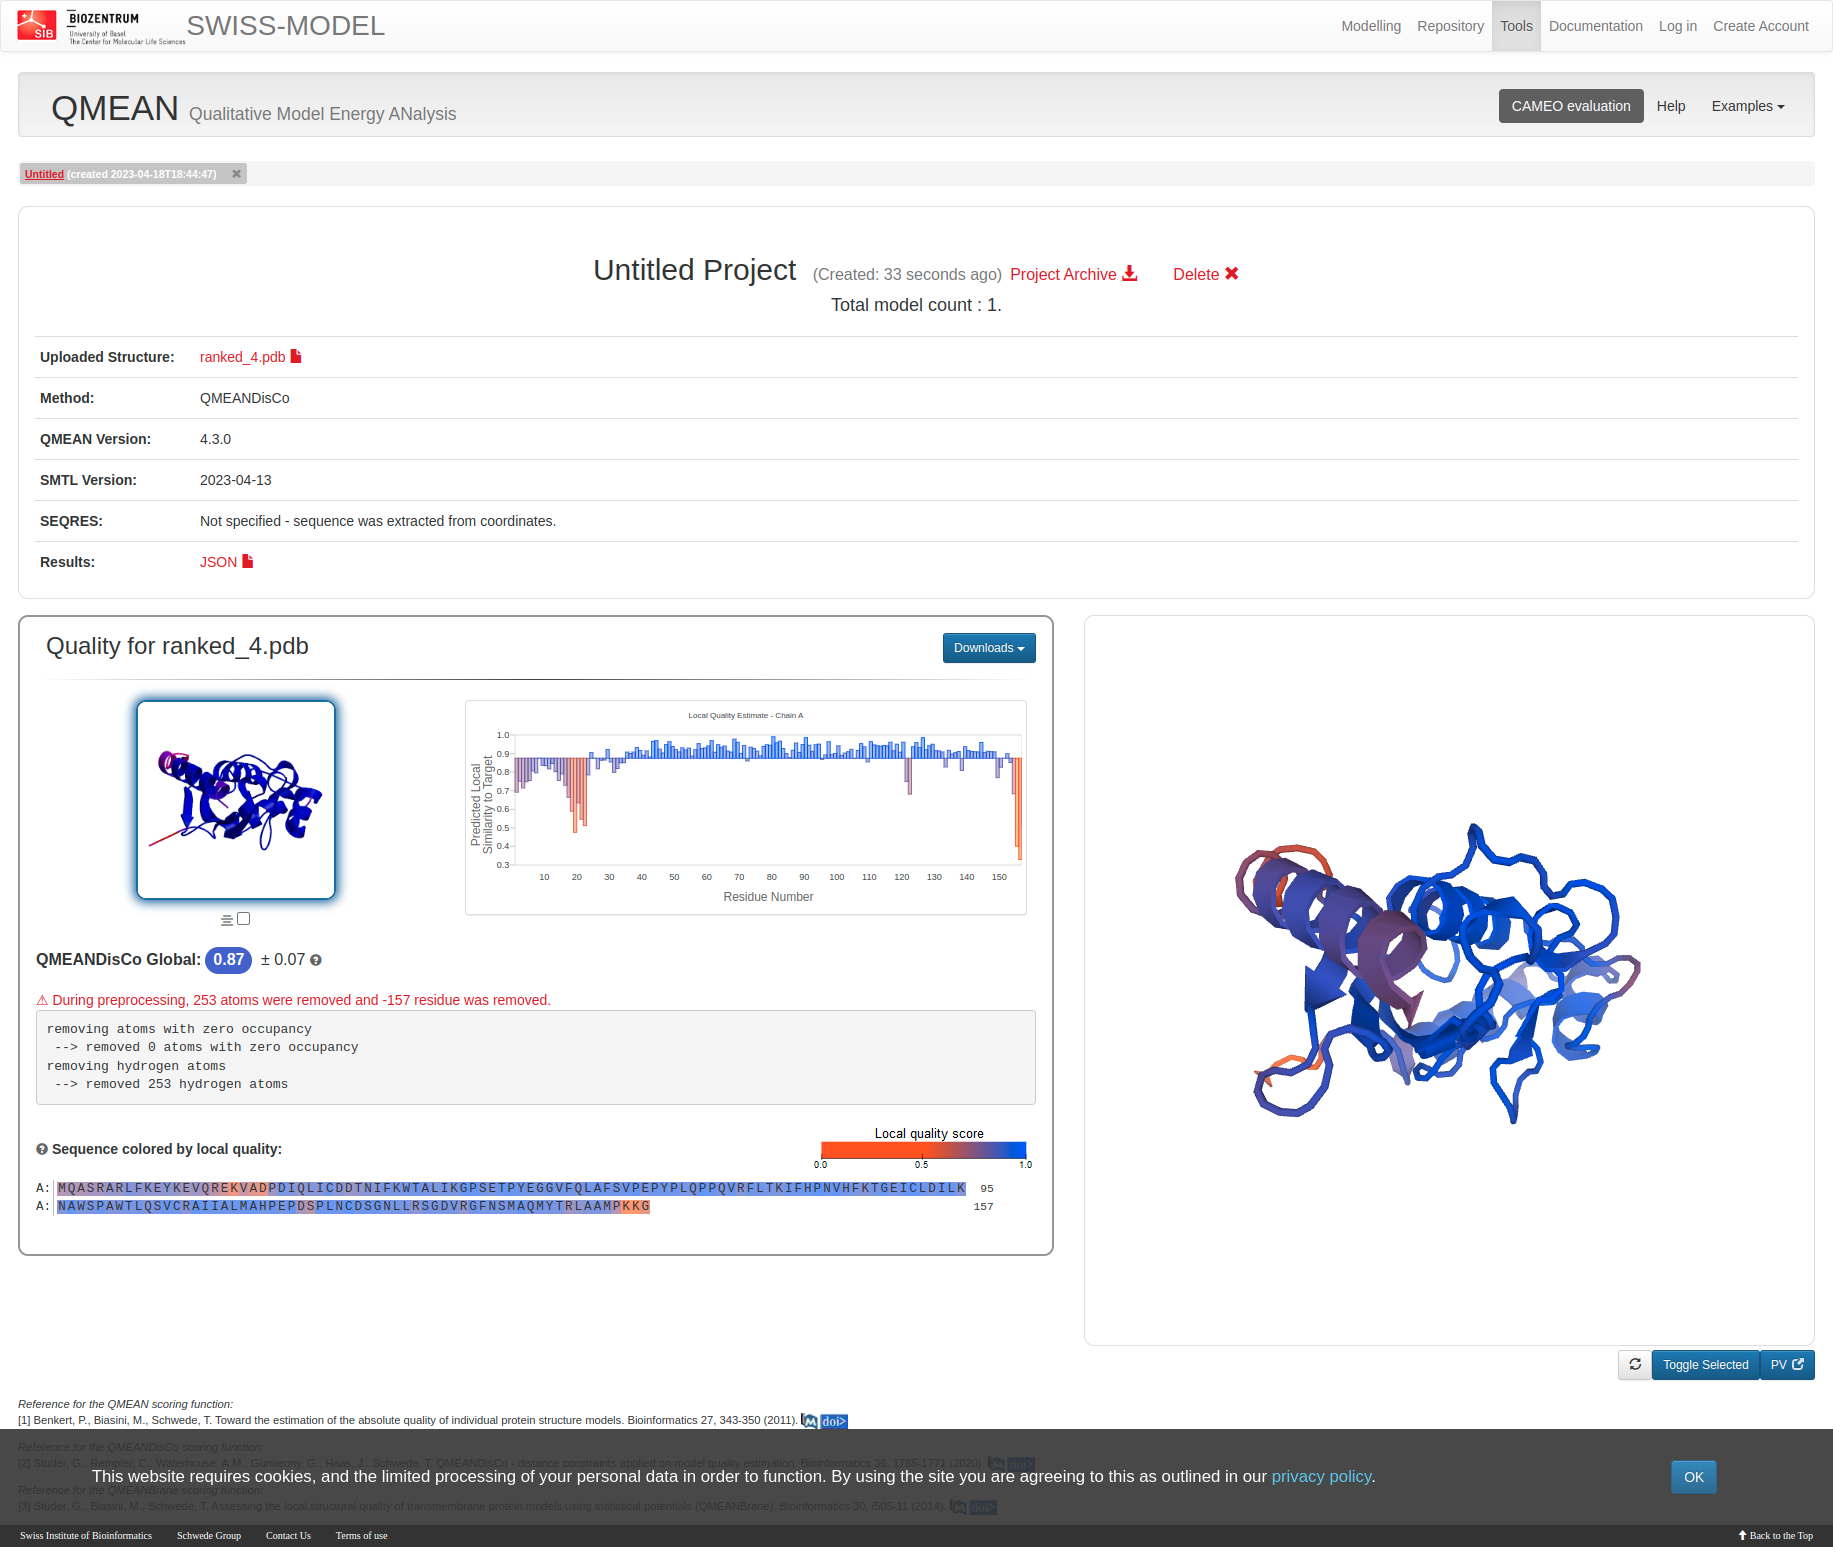 SIB
BIOZENTRUM
University of Basel
The Center for Molecular Life Sciences
SWISS-MODEL
Modelling Repository Tools Documentation Log in Create Account
QMEAN Qualitative Model Energy ANalysis
CAMEO evaluation Help Examples
Untitled (created 2023-04-18T18:44:47) ✖
Untitled Project (Created: 33 seconds ago) Project Archive Delete ✖
Total model count : 1.
Uploaded Structure: ranked_4.pdb
Method: QMEANDisCo
QMEAN Version: 4.3.0
SMTL Version: 2023-04-13
SEQRES: Not specified - sequence was extracted from coordinates.
Results: JSON
Quality for ranked_4.pdb
Downloads
Local Quality Estimate - Chain A
Predicted Local
Similarity to Target
1.0
0.9
0.8
0.7
0.6
0.5
0.4
0.3
10 20 30 40 50 60 70 80 90 100 110 120 130 140 150
Residue Number
QMEANDisCo Global: 0.87 ± 0.07
⚠ During preprocessing, 253 atoms were removed and -157 residue was removed.
removing atoms with zero occupancy
--> removed 0 atoms with zero occupancy
removing hydrogen atoms
--> removed 253 hydrogen atoms
Sequence colored by local quality:
Local quality score
0.0 0.5 1.0
A: MQASRARLFKEYKEVQREKVADPDIQLICDDTNIFKWTALIKGPSETPYEGGVFQLAFSVPEPYPLQPPQVRFLTKIFHPNVHFKTGEICLDILK 95
A: NAWSPAWTLQSVCRAIIALMAHPEPDSPLNCDSGNLLRSGDVRGFNSMAQMYTRLAAMPKKG 157
Toggle Selected PV
Reference for the QMEAN scoring function:
[1] Benkert, P., Biasini, M., Schwede, T. Toward the estimation of the absolute quality of individual protein structure models. Bioinformatics 27, 343-350 (2011). M doi>
Reference for the QMEANDisCo scoring function:
[2] Studer, G., Rempfer, C., Waterhouse, A.M., Gumienny, G., Haas, J., Schwede, T. QMEANDisCo - distance constraints applied on model quality estimation. Bioinformatics 36, 1765-1771 (2020). M doi>
This website requires cookies, and the limited processing of your personal data in order to function. By using the site you are agreeing to this as outlined in our privacy policy.
OK
Reference for the QMEANBrane scoring function:
[3] Studer, G., Biasini, M., Schwede, T. Assessing the local structural quality of transmembrane protein models using statistical potentials (QMEANBrane). Bioinformatics 30, i505-11 (2014). M doi>
Swiss Institute of Bioinformatics Schwede Group Contact Us Terms of use
Back to the Top